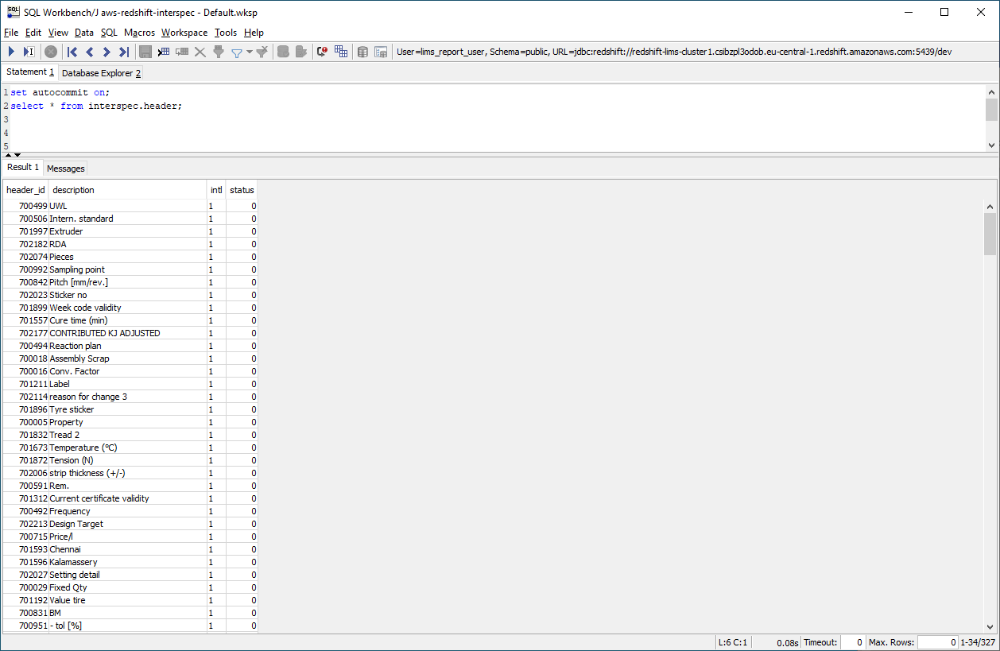 SQL Workbench/J aws-redshift-interspec - Default.wksp
File Edit View Data SQL Macros Workspace Tools Help
User=lims_report_user, Schema=public, URL=jdbc:redshift://redshift-lims-cluster1.csibzpl3odob.eu-central-1.redshift.amazonaws.com:5439/dev
Statement 1 Database Explorer 2
1 set autocommit on;
2 select * from interspec.header;
3
4
5
Result 1 Messages
header_id description intl status
700499 UWL 1 0
700506 Intern. standard 1 0
701997 Extruder 1 0
702182 RDA 1 0
702074 Pieces 1 0
700992 Sampling point 1 0
700842 Pitch [mm/rev.] 1 0
702023 Sticker no 1 0
701899 Week code validity 1 0
701557 Cure time (min) 1 0
702177 CONTRIBUTED KJ ADJUSTED 1 0
700494 Reaction plan 1 0
700018 Assembly Scrap 1 0
700016 Conv. Factor 1 0
701211 Label 1 0
702114 reason for change 3 1 0
701896 Tyre sticker 1 0
700005 Property 1 0
701832 Tread 2 1 0
701673 Temperature (°C) 1 0
701872 Tension (N) 1 0
702006 strip thickness (+/-) 1 0
700591 Rem. 1 0
701312 Current certificate validity 1 0
700492 Frequency 1 0
702213 Design Target 1 0
700715 Price/l 1 0
701593 Chennai 1 0
701596 Kalamassery 1 0
702027 Setting detail 1 0
700029 Fixed Qty 1 0
701192 Value tire 1 0
700831 BM 1 0
700951 - tol [%] 1 0
L:6 C:1 0.08s Timeout: 0 Max. Rows: 0 1-34/327